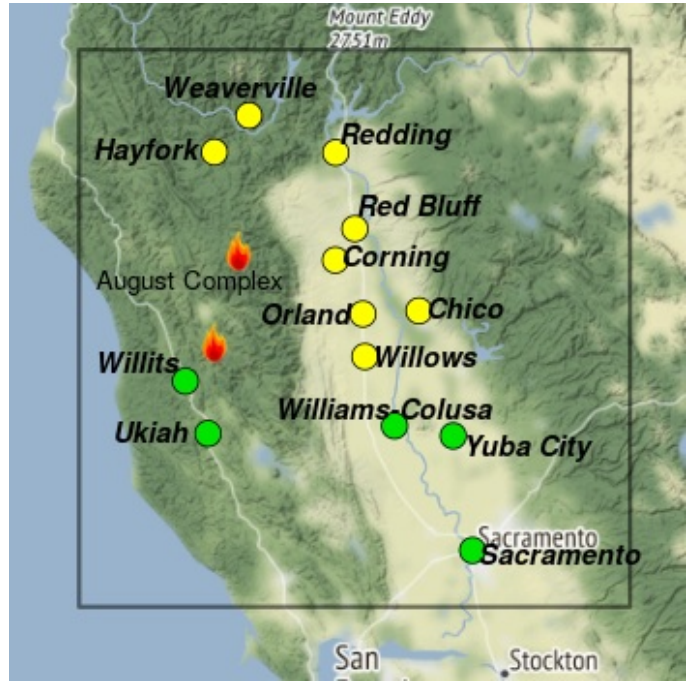 Mount Eddy
2751m
Weaverville
Hayfork
Redding
Red Bluff
Corning
August Complex
Orland
Chico
Willits
Willows
Williams-Colusa
Ukiah
Yuba City
Sacramento
Sacramento
San
Stockton